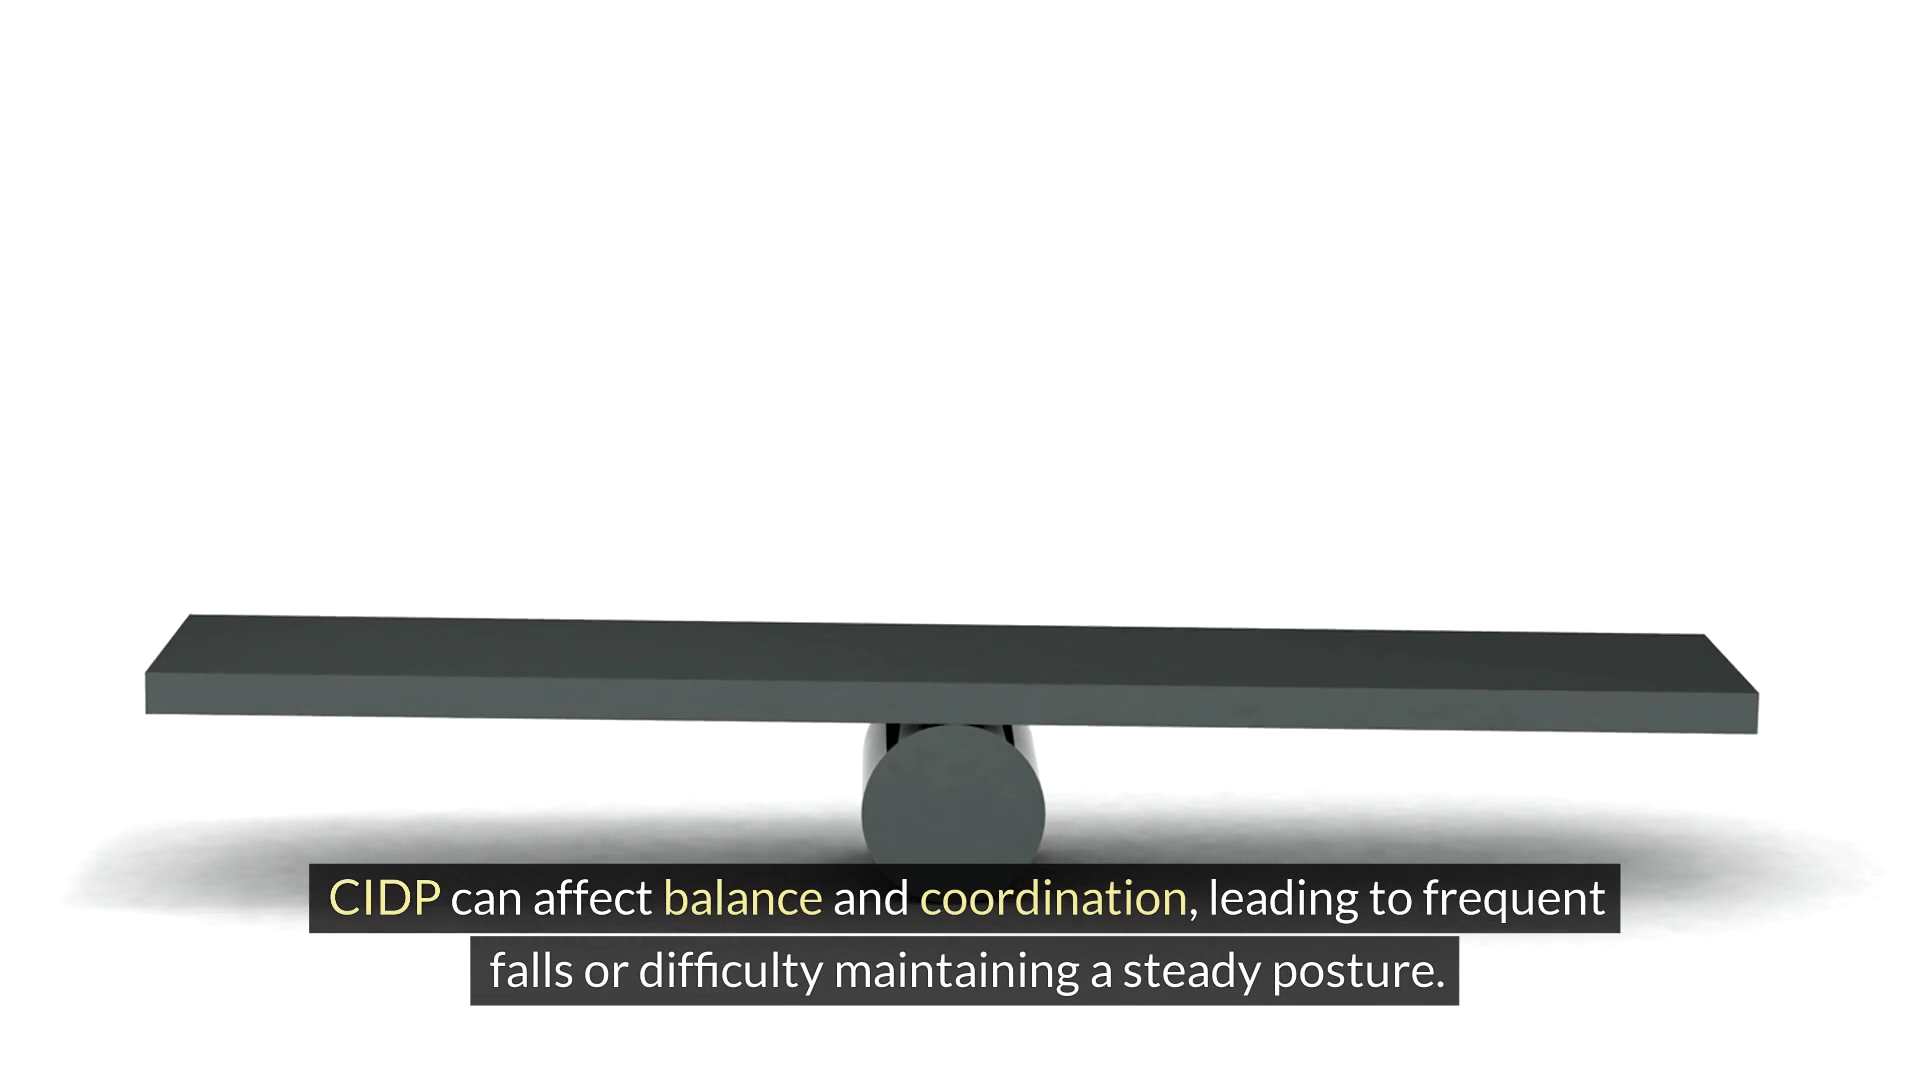 CIDP can affect balance and coordination, leading to frequent
falls or difficulty maintaining a steady posture.